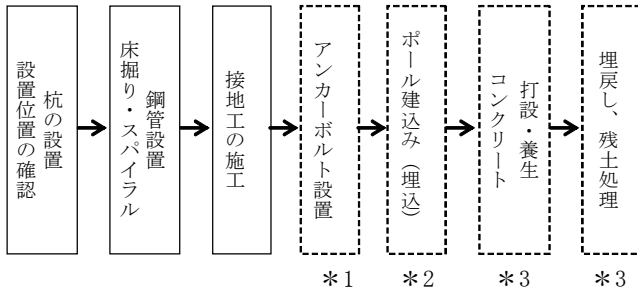 設置位置の確認
杭の設置
床掘り・スパイラル
鋼管設置
接地工の施工
アンカーボルト設置
ポール建込み（埋込）
コンクリート
打設・養生
埋戻し、残土処理
＊1
＊2
＊3
＊3